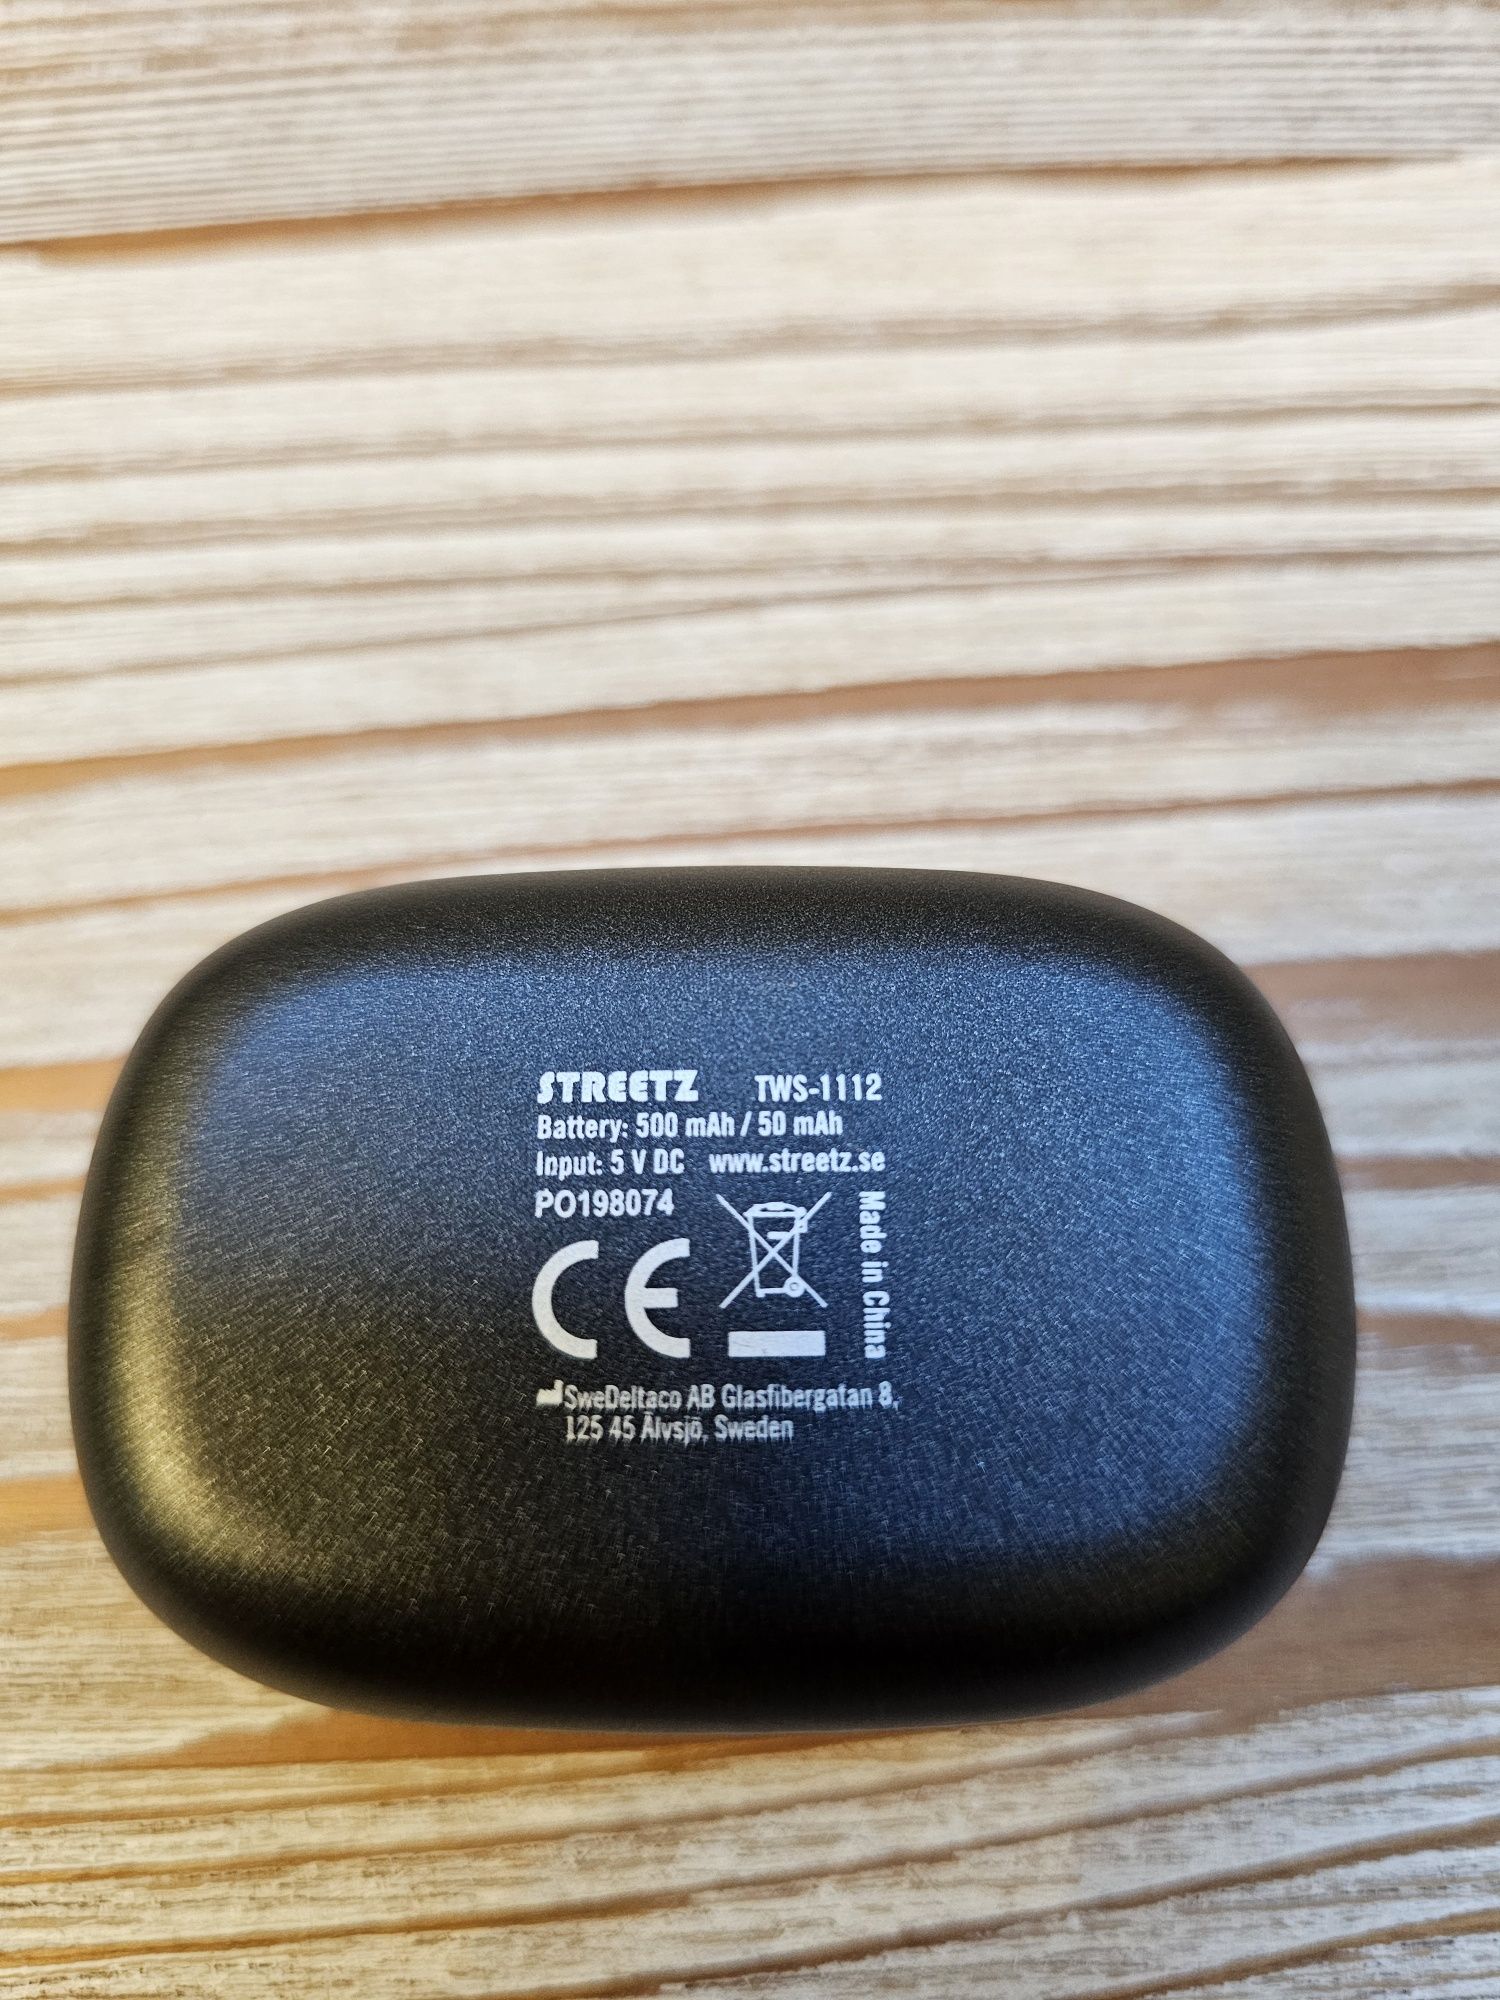 STREETZ TWS-1112
Battery: 500 mAh / 50 mAh
Input: 5 V DC www.streetz.se
PO198074
Made in China
CE
SweDeltaco AB Glasfibergatan 8,
125 45 Älvsjö, Sweden